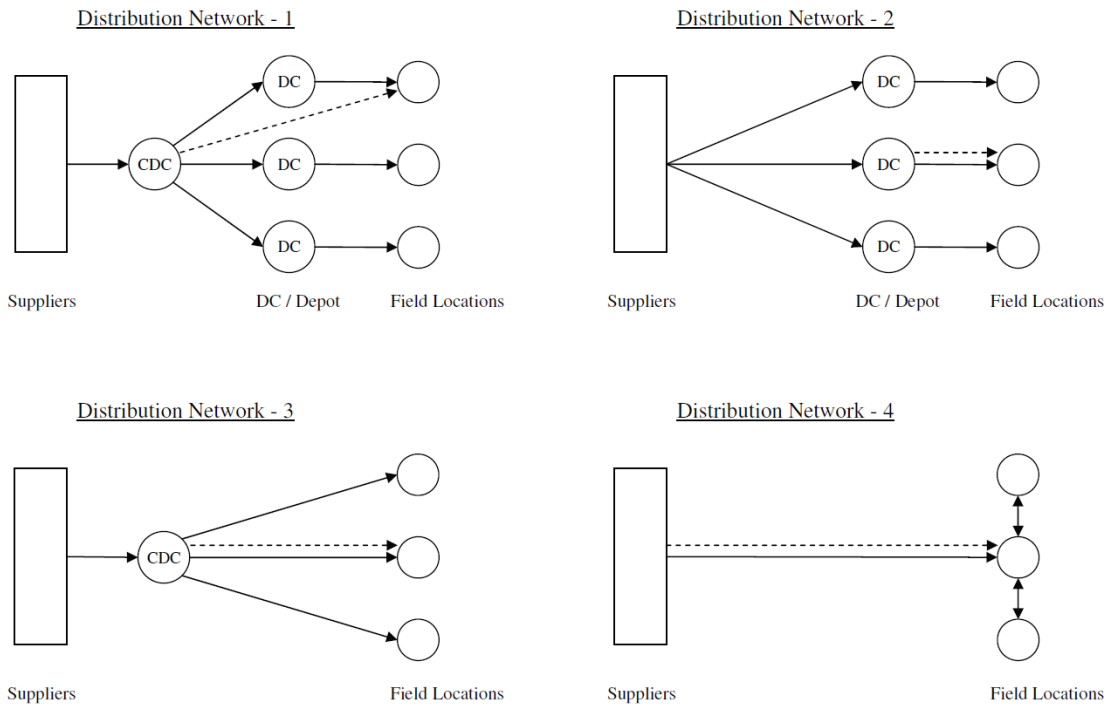 Distribution Network - 1
DC
CDC
DC
DC
Suppliers
DC / Depot
Field Locations
Distribution Network - 2
DC
DC
DC
Suppliers
DC / Depot
Field Locations
Distribution Network - 3
CDC
Suppliers
Field Locations
Distribution Network - 4
Suppliers
Field Locations